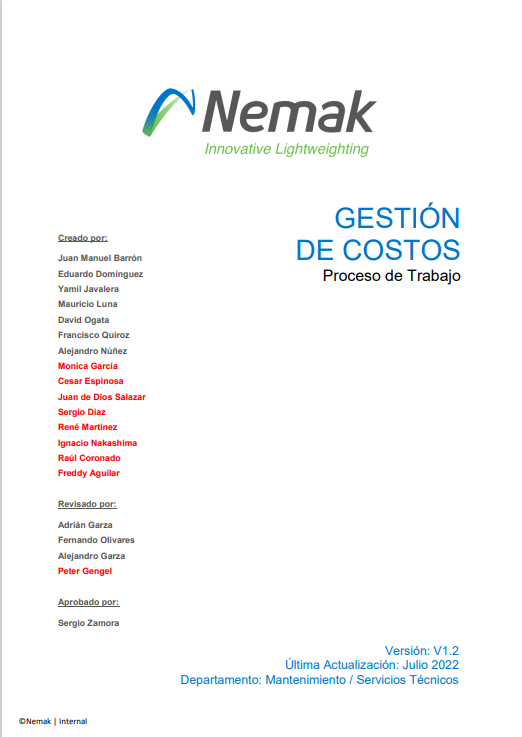 Nemak
Innovative Lightweighting
GESTIÓN
DE COSTOS
Proceso de Trabajo
Creado por:
Juan Manuel Barrón
Eduardo Domínguez
Yamil Javalera
Mauricio Luna
David Ogata
Francisco Quiroz
Alejandro Núñez
Monica García
Cesar Espinosa
Juan de Dios Salazar
Sergio Diaz
René Martínez
Ignacio Nakashima
Raúl Coronado
Freddy Aguilar
Revisado por:
Adrián Garza
Fernando Olivares
Alejandro Garza
Peter Gengel
Aprobado por:
Sergio Zamora
Versión: V1.2
Última Actualización: Julio 2022
Departamento: Mantenimiento / Servicios Técnicos
©Nemak | Internal